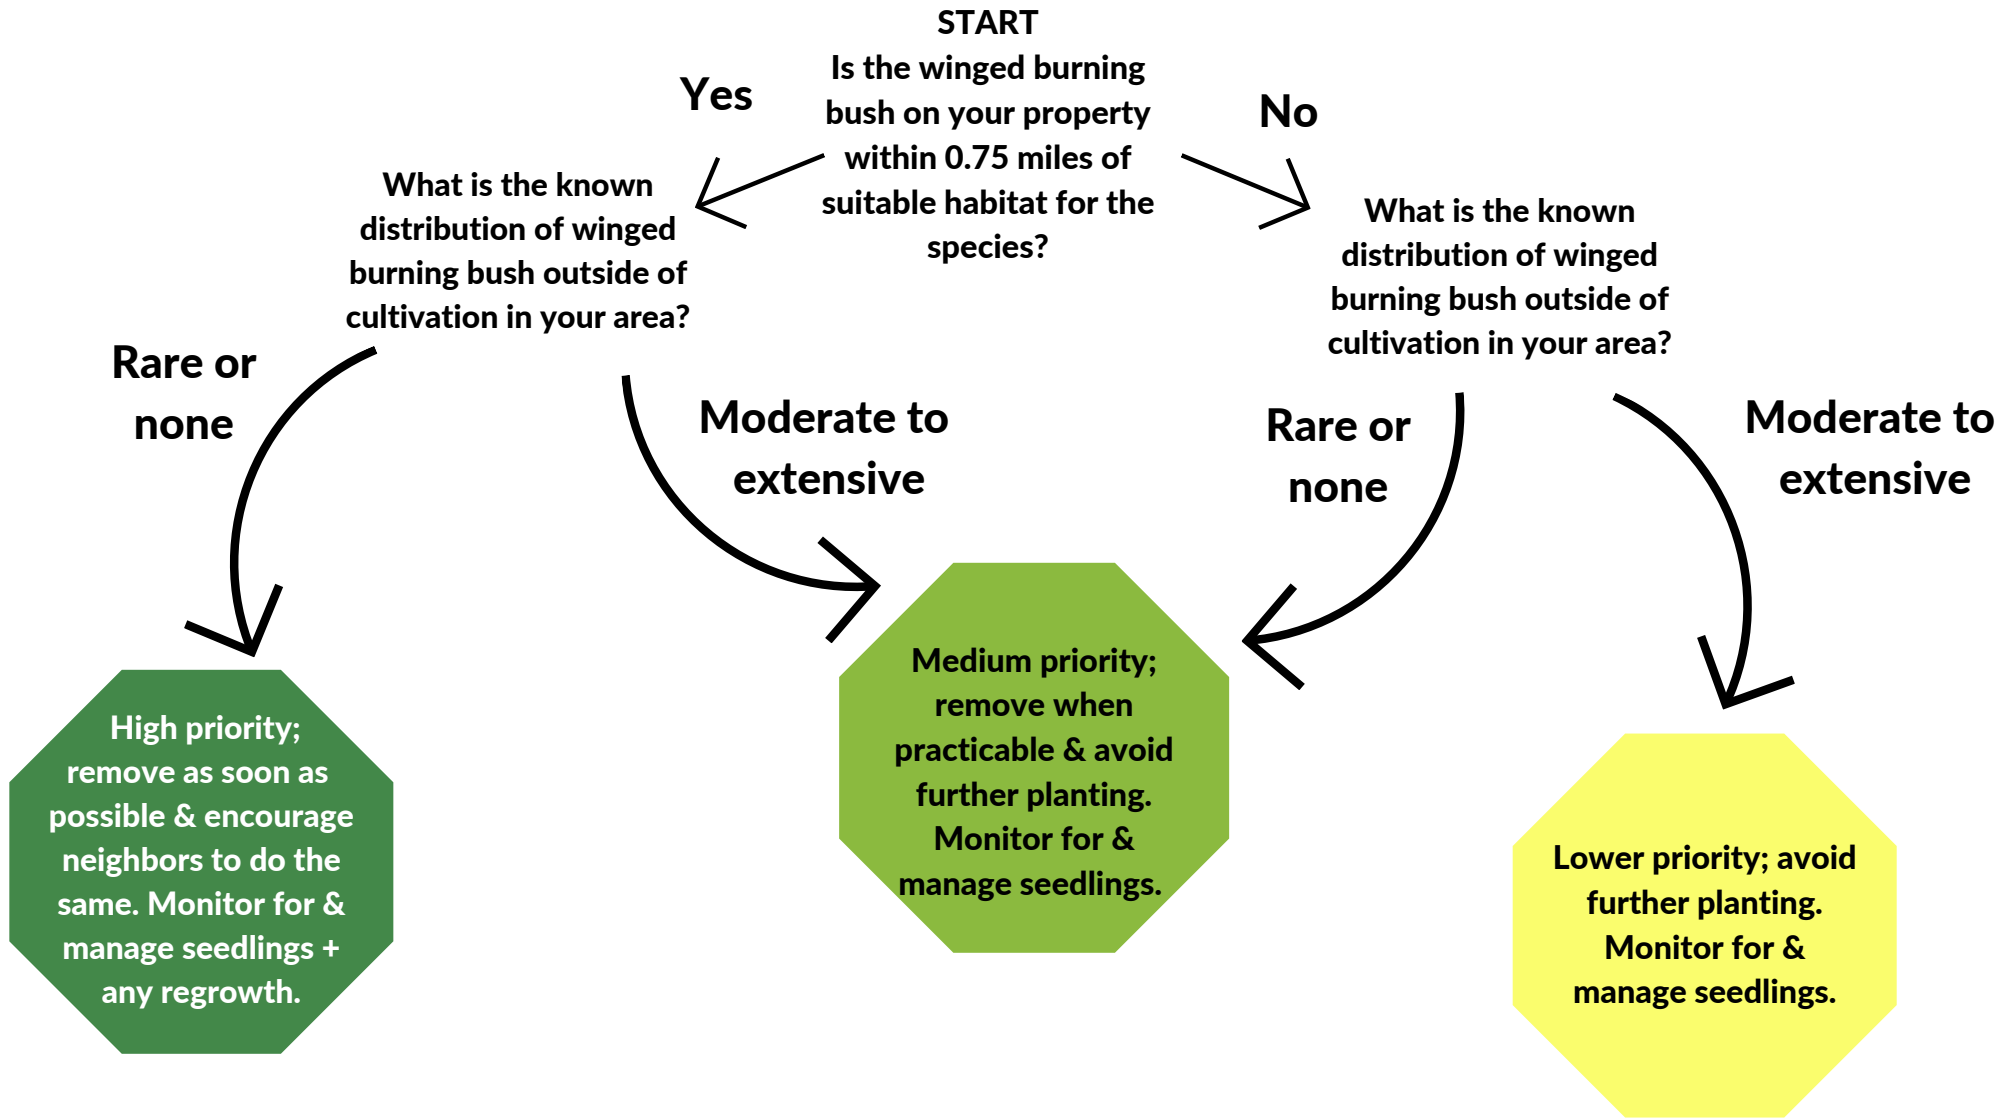 START
Is the winged burning
bush on your property
within 0.75 miles of
suitable habitat for the
species?
Yes
No
What is the known
distribution of winged
burning bush outside of
cultivation in your area?
What is the known
distribution of winged
burning bush outside of
cultivation in your area?
Rare or
none
Moderate to
extensive
Rare or
none
Moderate to
extensive
High priority;
remove as soon as
possible & encourage
neighbors to do the
same. Monitor for &
manage seedlings +
any regrowth.
Medium priority;
remove when
practicable & avoid
further planting.
Monitor for &
manage seedlings.
Lower priority; avoid
further planting.
Monitor for &
manage seedlings.